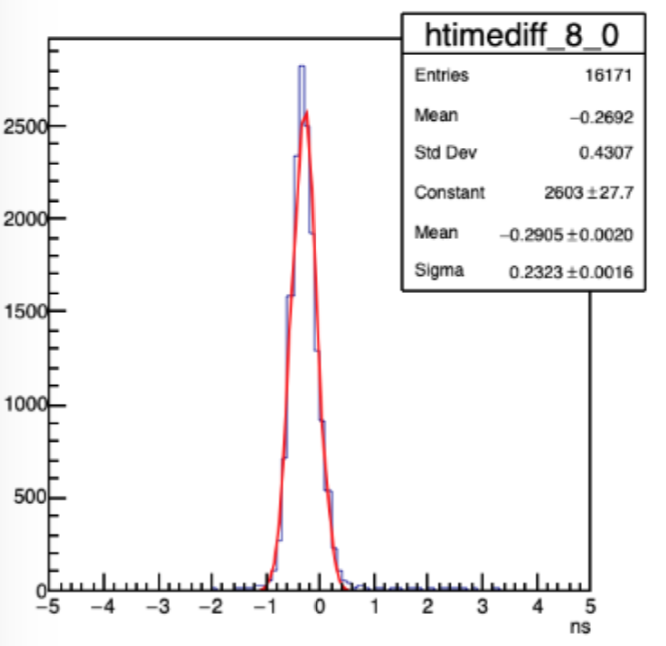 htimediff_8_0
Entries 16171
Mean −0.2692
Std Dev 0.4307
Constant 2603 ± 27.7
Mean −0.2905 ± 0.0020
Sigma 0.2323 ± 0.0016
2500
2000
1500
1000
500
0
−5 −4 −3 −2 −1 0 1 2 3 4 5
ns